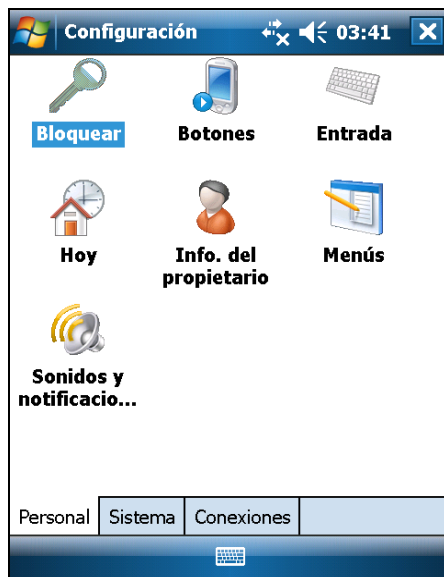 Configuración 03:41
Bloquear Botones Entrada
Hoy Info. del propietario Menús
Sonidos y
notificacio...
Personal Sistema Conexiones